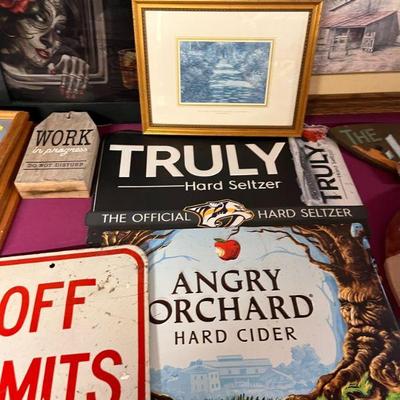 WORK
in progress
DO NOT DISTURB
TRULY
Hard Seltzer
TRULY
THE
THE OFFICIAL HARD SELTZER
ANGRY
ORCHARD
HARD CIDER
OFF
MITS